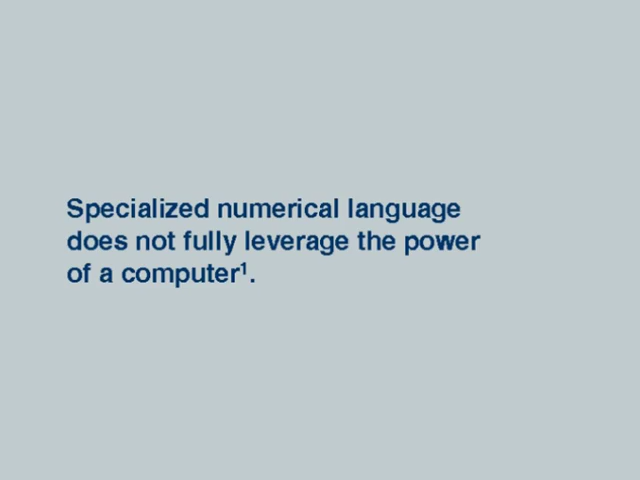 Specialized numerical language
does not fully leverage the power
of a computer¹.